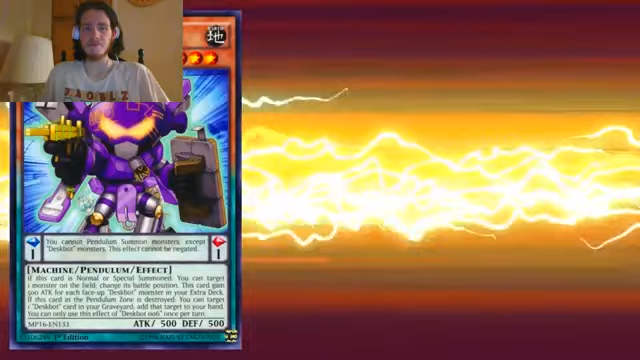 地
You cannot Pendulum Summon monsters, except
"Deskbot" monsters. This effect cannot be negated.
1
1
[MACHINE/PENDULUM/EFFECT]
If this card is Normal or Special Summoned: You can target
1 monster on the field; change its battle position. This card gains
500 ATK for each face-up "Deskbot" monster in your Extra Deck.
If this card in the Pendulum Zone is destroyed: You can target
1 "Deskbot" card in your Graveyard; add that target to your hand.
You can only use this effect of "Deskbot 006" once per turn.
MP16-EN133
ATK/ 500 DEF/ 500
1st Edition